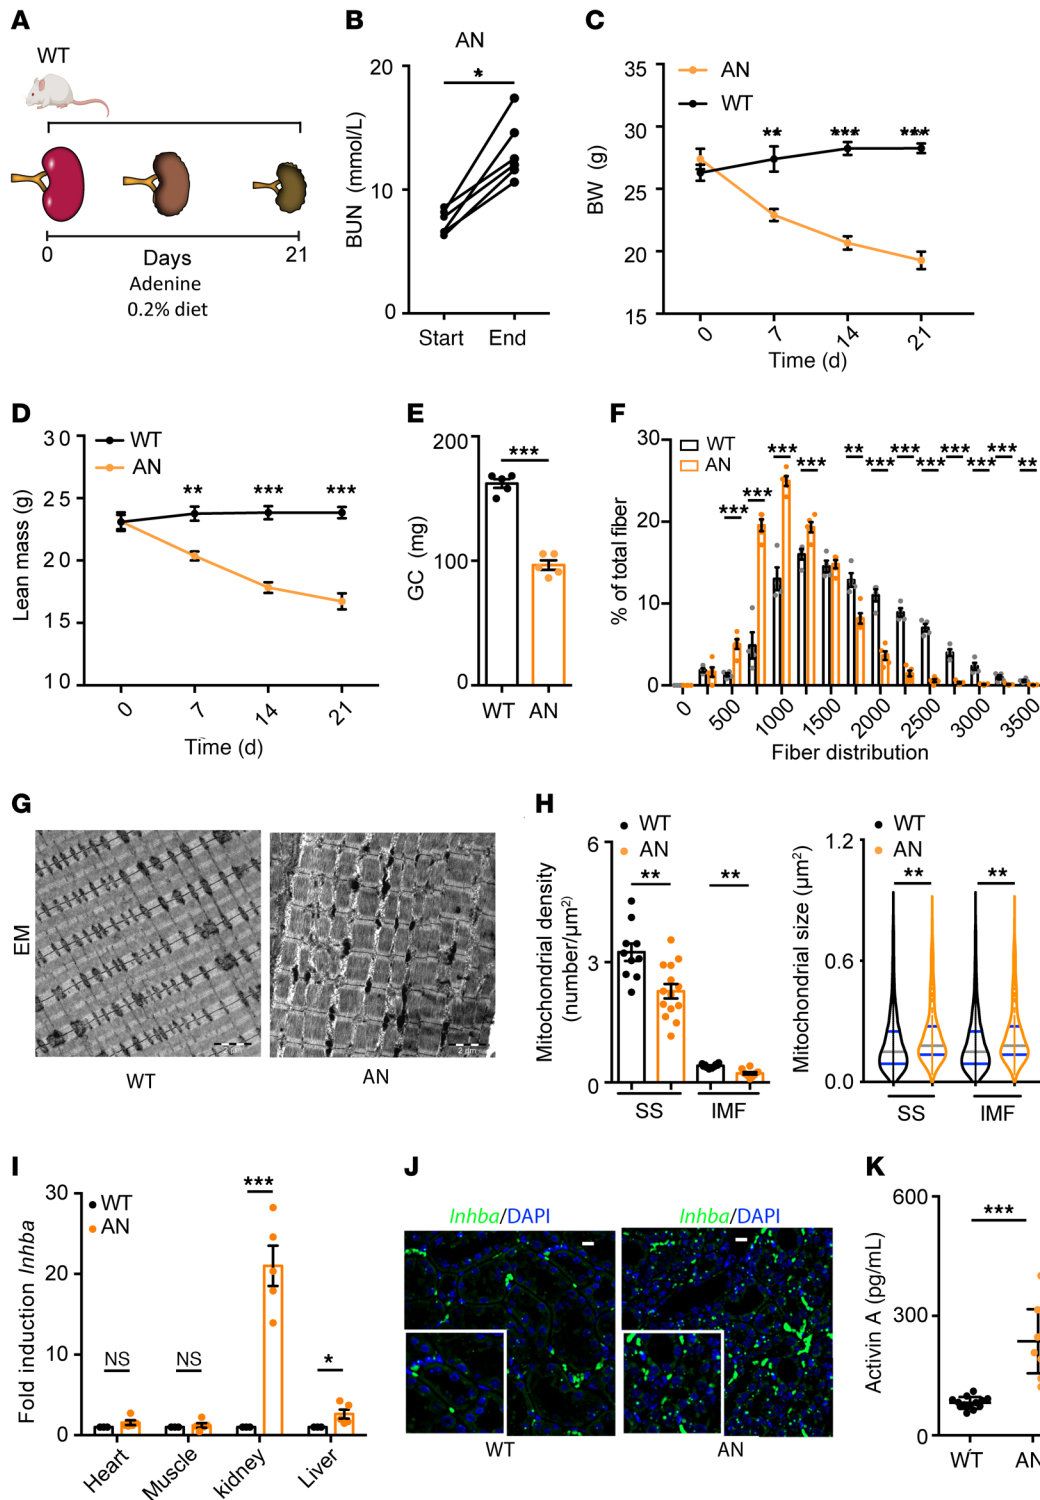 A
WT
0
Days
21
Adenine
0.2% diet
B
AN
*
20
10
0
BUN (mmol/L)
Start
End
C
AN
WT
**
***
***
35
30
25
20
15
BW (g)
0
7
14
21
Time (d)
D
WT
AN
**
***
***
30
25
20
15
10
Lean mass (g)
0
7
14
21
Time (d)
E
***
200
100
0
GC (mg)
WT
AN
F
WT
AN
***
***
***
***
**
***
***
***
***
***
***
**
30
20
10
0
% of total fiber
0
500
1000
1500
2000
2500
3000
3500
Fiber distribution
G
EM
WT
AN
H
WT
AN
**
**
6
3
0
Mitochondrial density
(number/µm²)
SS
IMF
WT
AN
**
**
1.2
0.6
0.0
Mitochondrial size (µm²)
SS
IMF
I
WT
AN
NS
NS
***
*
30
20
10
0
Fold induction Inhba
Heart
Muscle
kidney
Liver
J
Inhba/DAPI
Inhba/DAPI
WT
AN
K
***
600
300
0
Activin A (pg/mL)
WT
AN